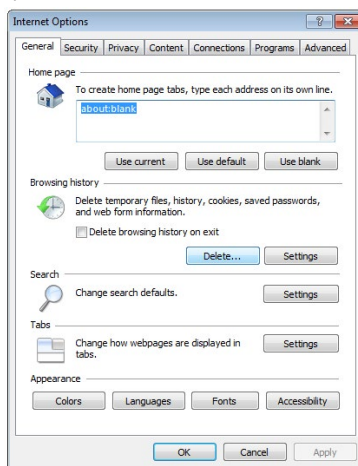 Internet Options
General Security Privacy Content Connections Programs Advanced
Home page
To create home page tabs, type each address on its own line.
about:blank
Use current Use default Use blank
Browsing history
Delete temporary files, history, cookies, saved passwords,
and web form information.
Delete browsing history on exit
Delete... Settings
Search
Change search defaults. Settings
Tabs
Change how webpages are displayed in
tabs.
Settings
Appearance
Colors Languages Fonts Accessibility
OK Cancel Apply